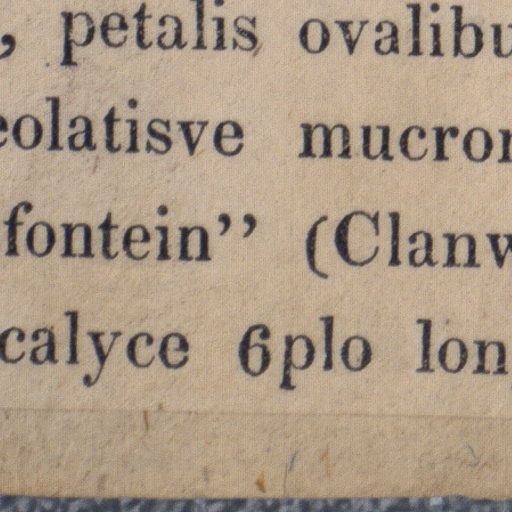 , petalis ovalibu
eolatisve mucron
fontein” (Clanw
calyce 6plo lon